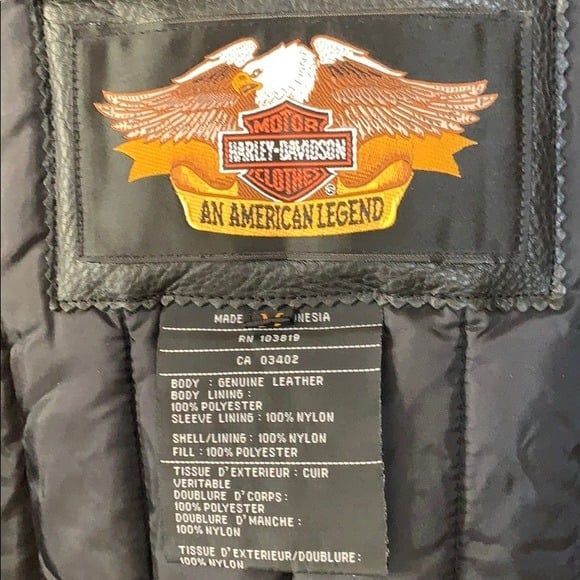 MOTOR
HARLEY-DAVIDSON
CLOTHES
®
AN AMERICAN LEGEND
M
MADE NESIA
RN 103819
CA 03402
BODY : GENUINE LEATHER
BODY LINING :
100% POLYESTER
SLEEVE LINING : 100% NYLON
SHELL/LINING : 100% NYLON
FILL : 100% POLYESTER
TISSUE D'EXTERIEUR : CUIR
VERITABLE
DOUBLURE D'CORPS :
100% POLYESTER
DOUBLURE D'MANCHE :
100% NYLON
TISSUE D'EXTERIEUR/DOUBLURE :
100% NYLON